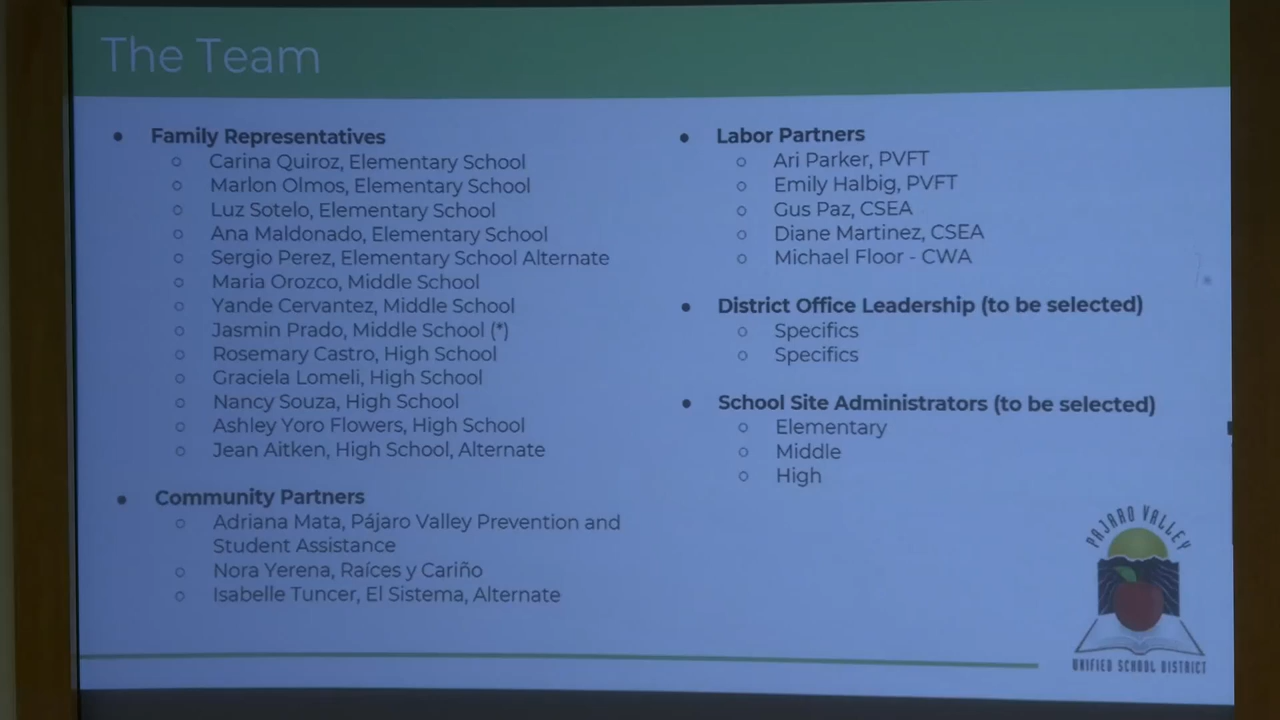 The Team
Family Representatives
Carina Quiroz, Elementary School
Marlon Olmos, Elementary School
Luz Sotelo, Elementary School
Ana Maldonado, Elementary School
Sergio Perez, Elementary School Alternate
Maria Orozco, Middle School
Yande Cervantez, Middle School
Jasmin Prado, Middle School (*)
Rosemary Castro, High School
Graciela Lomeli, High School
Nancy Souza, High School
Ashley Yoro Flowers, High School
Jean Aitken, High School, Alternate
Community Partners
Adriana Mata, Pájaro Valley Prevention and
Student Assistance
Nora Yerena, Raíces y Cariño
Isabelle Tuncer, El Sistema, Alternate
Labor Partners
Ari Parker, PVFT
Emily Halbig, PVFT
Gus Paz, CSEA
Diane Martinez, CSEA
Michael Floor - CWA
District Office Leadership (to be selected)
Specifics
Specifics
School Site Administrators (to be selected)
Elementary
Middle
High
PAJARO VALLEY
UNIFIED SCHOOL DISTRICT